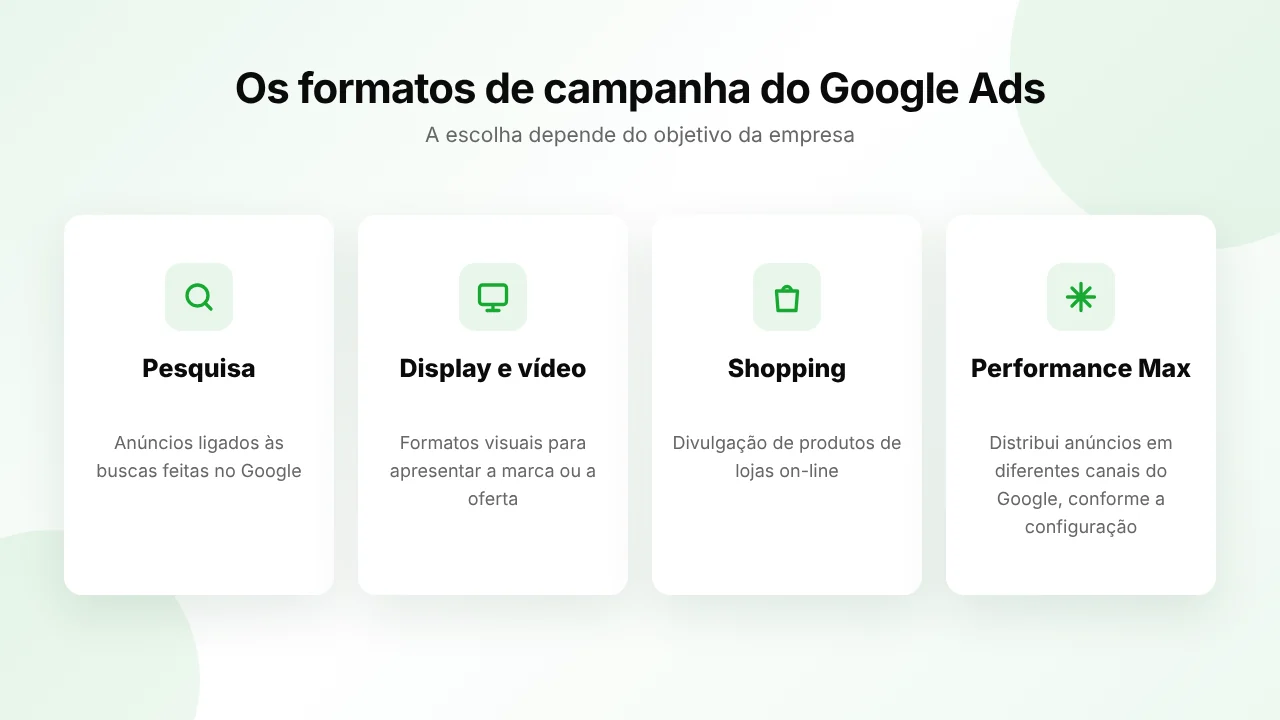 Os formatos de campanha do Google Ads
A escolha depende do objetivo da empresa
Pesquisa
Anúncios ligados às
buscas feitas no Google
Display e vídeo
Formatos visuais para
apresentar a marca ou a
oferta
Shopping
Divulgação de produtos de
lojas on-line
Performance Max
Distribui anúncios em
diferentes canais do
Google, conforme a
configuração